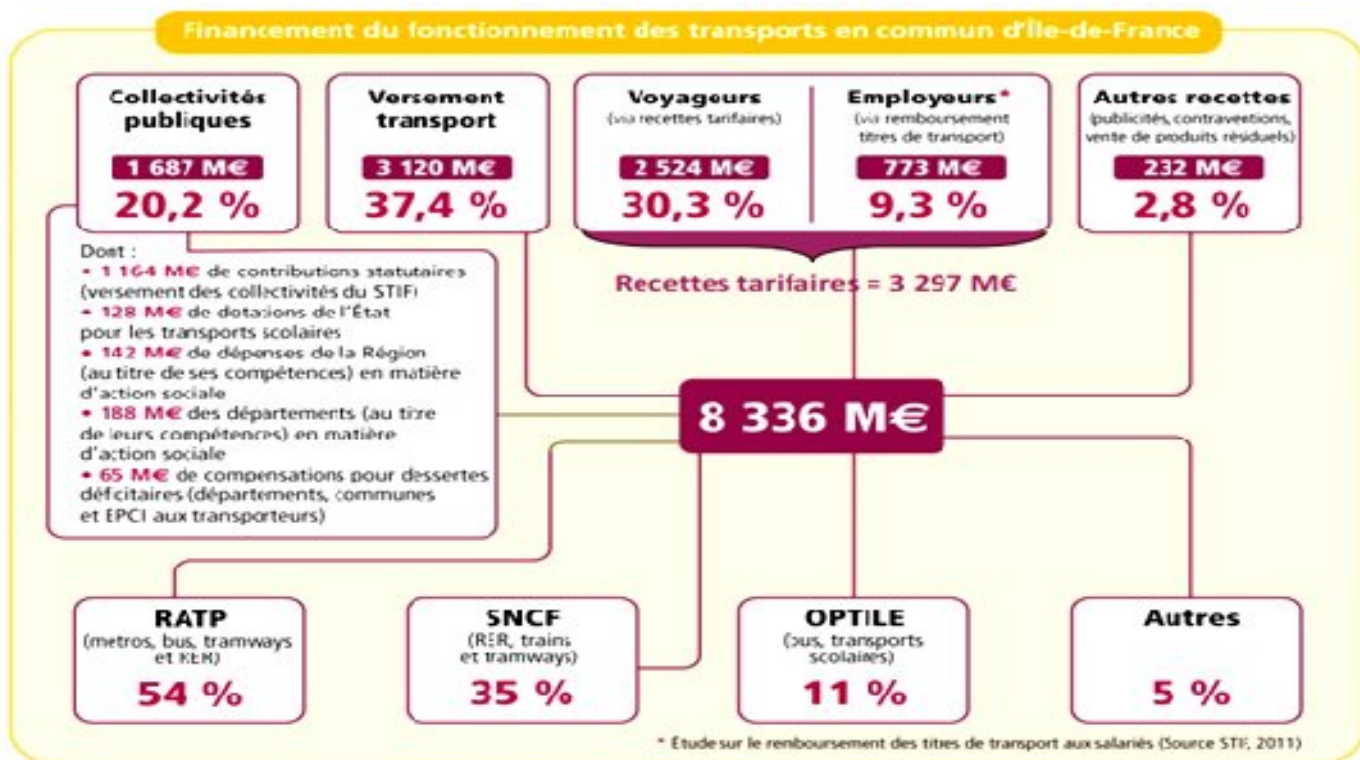 Financement du fonctionnement des transports en commun d'Île-de-France
Collectivités
publiques
1 687 M€
20,2 %
Versement
transport
3 120 M€
37,4 %
Voyageurs
(via recettes tarifaires)
2 524 M€
30,3 %
Employeurs*
(via remboursement
titres de transport)
773 M€
9,3 %
Autres recettes
(publicités, contraventions,
vente de produits résiduels)
232 M€
2,8 %
Recettes tarifaires = 3 297 M€
Dont :
• 1 164 M€ de contributions statutaires
(versement des collectivités du STIF)
• 128 M€ de dotations de l'État
pour les transports scolaires
• 142 M€ de dépenses de la Région
(au titre de ses compétences) en matière
d'action sociale
• 188 M€ des départements (au titre
de leurs compétences) en matière
d'action sociale
• 65 M€ de compensations pour dessertes
déficitaires (départements, communes
et EPCI aux transporteurs)
8 336 M€
RATP
(metros, bus, tramways
et RER)
54 %
SNCF
(RER, trains
et tramways)
35 %
OPTILE
(bus, transports
scolaires)
11 %
Autres
5 %
* Étude sur le remboursement des titres de transport aux salariés (Source STIF, 2011)